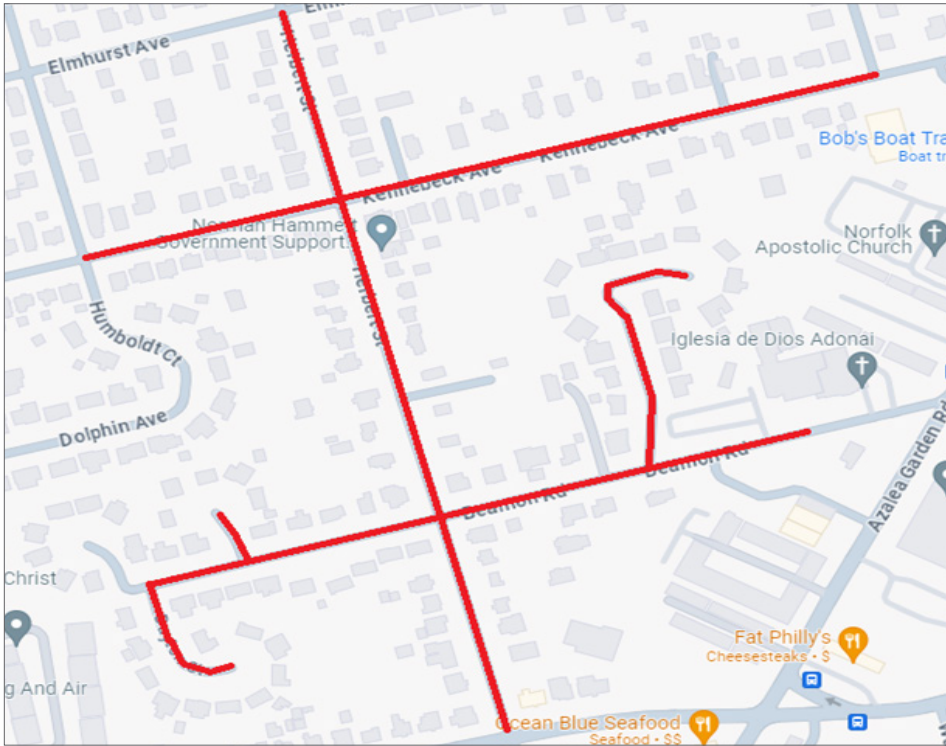 Elmhurst Ave
Herbert St
Kennebeck Ave
Kennebeck Ave
Bob's Boat Tra
Boat tr
Norman Hammett
Government Support...
Norfolk
Apostolic Church
Herbert St
Humboldt Ct
Iglesia de Dios Adonai
Dolphin Ave
Beamon Rd
Beamon Rd
Azalea Garden Rd
Christ
Fat Philly's
Cheesesteaks • $
g And Air
Ocean Blue Seafood
Seafood • $$